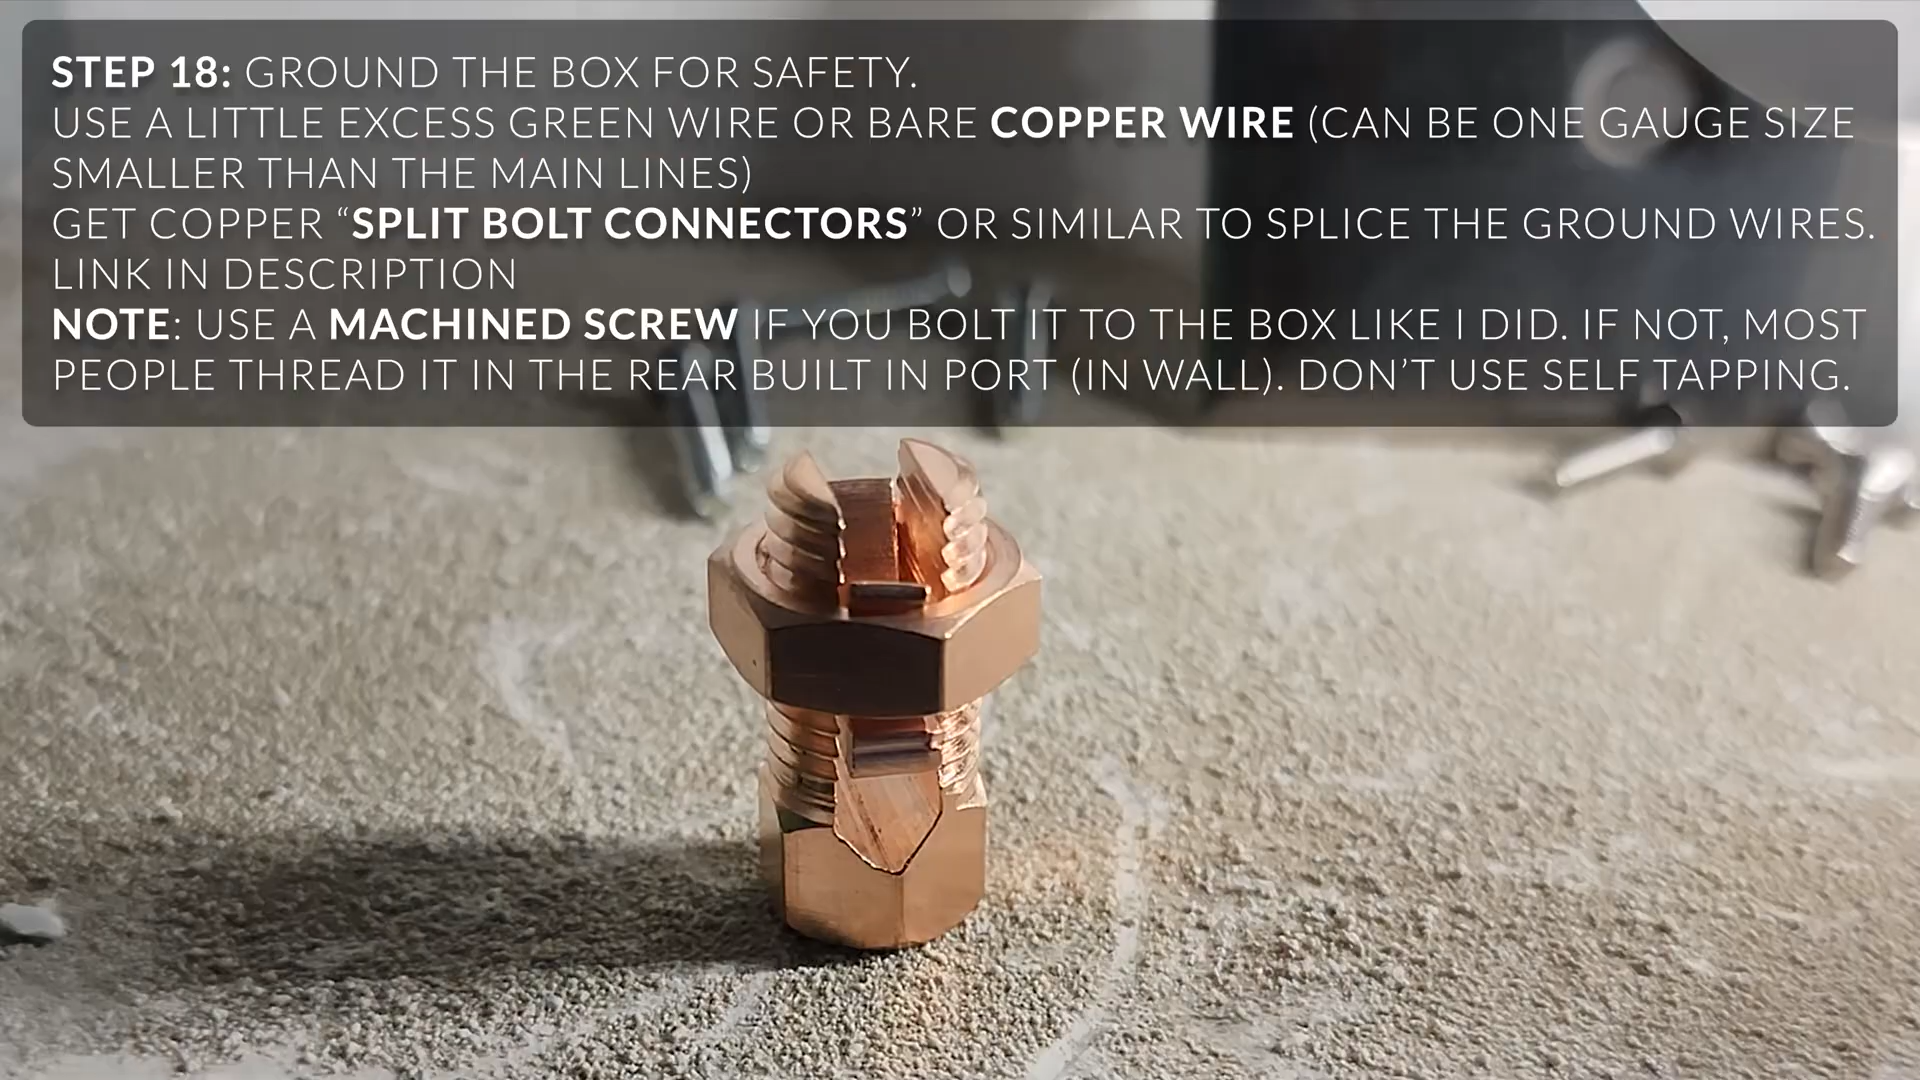 STEP 18: GROUND THE BOX FOR SAFETY.
USE A LITTLE EXCESS GREEN WIRE OR BARE COPPER WIRE (CAN BE ONE GAUGE SIZE
SMALLER THAN THE MAIN LINES)
GET COPPER “SPLIT BOLT CONNECTORS” OR SIMILAR TO SPLICE THE GROUND WIRES.
LINK IN DESCRIPTION
NOTE: USE A MACHINED SCREW IF YOU BOLT IT TO THE BOX LIKE I DID. IF NOT, MOST
PEOPLE THREAD IT IN THE REAR BUILT IN PORT (IN WALL). DON’T USE SELF TAPPING.